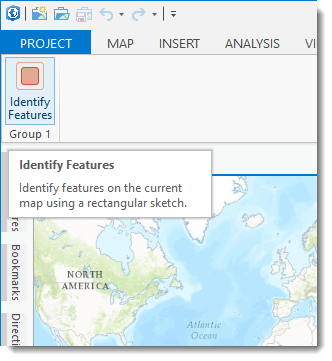 PROJECT MAP INSERT ANALYSIS VI
Identify
Features
Group 1
Identify Features
Identify features on the current
map using a rectangular sketch.
res
Bookmarks
Directi
NORTH
AMERICA
Atlantic
Ocean